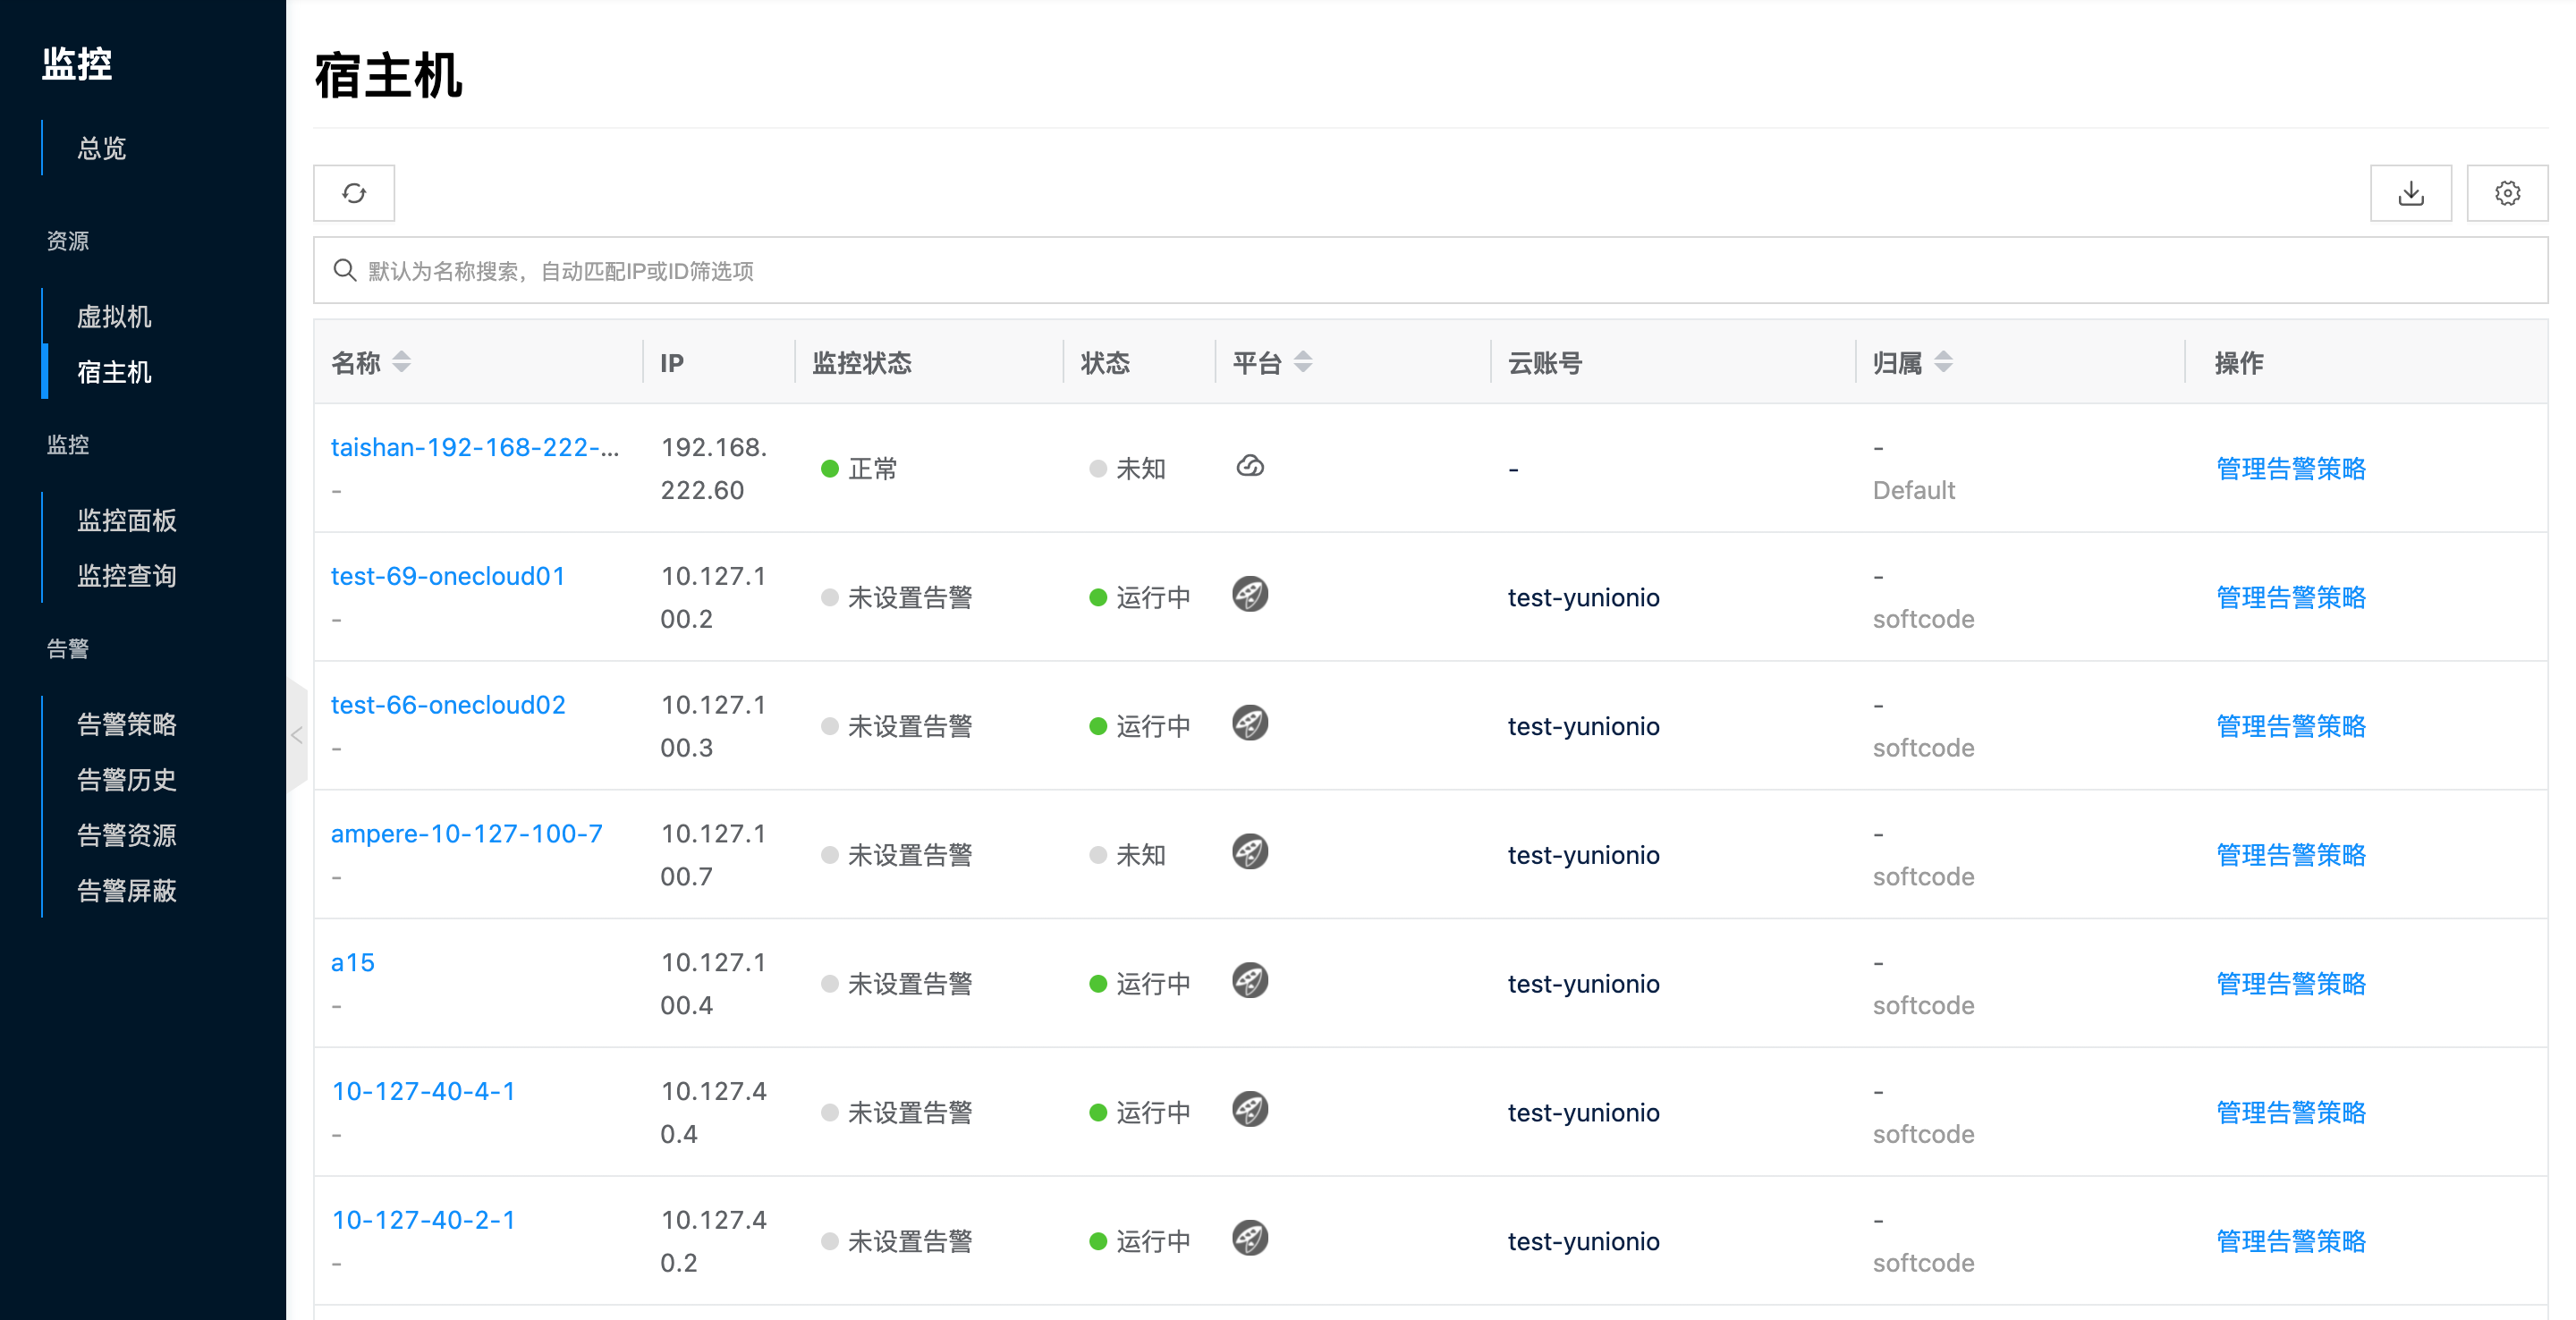 监控
总览
资源
虚拟机
宿主机
监控
监控面板
监控查询
告警
告警策略
告警历史
告警资源
告警屏蔽
宿主机
默认为名称搜索，自动匹配IP或ID筛选项
名称 IP 监控状态 状态 平台 云账号 归属 操作
taishan-192-168-222-... 192.168. -
- 222.60 正常 未知 - Default 管理告警策略
test-69-onecloud01 10.127.1 -
- 00.2 未设置告警 运行中 test-yunionio softcode 管理告警策略
test-66-onecloud02 10.127.1 -
- 00.3 未设置告警 运行中 test-yunionio softcode 管理告警策略
ampere-10-127-100-7 10.127.1 -
- 00.7 未设置告警 未知 test-yunionio softcode 管理告警策略
a15 10.127.1 -
- 00.4 未设置告警 运行中 test-yunionio softcode 管理告警策略
10-127-40-4-1 10.127.4 -
- 0.4 未设置告警 运行中 test-yunionio softcode 管理告警策略
10-127-40-2-1 10.127.4 -
- 0.2 未设置告警 运行中 test-yunionio softcode 管理告警策略